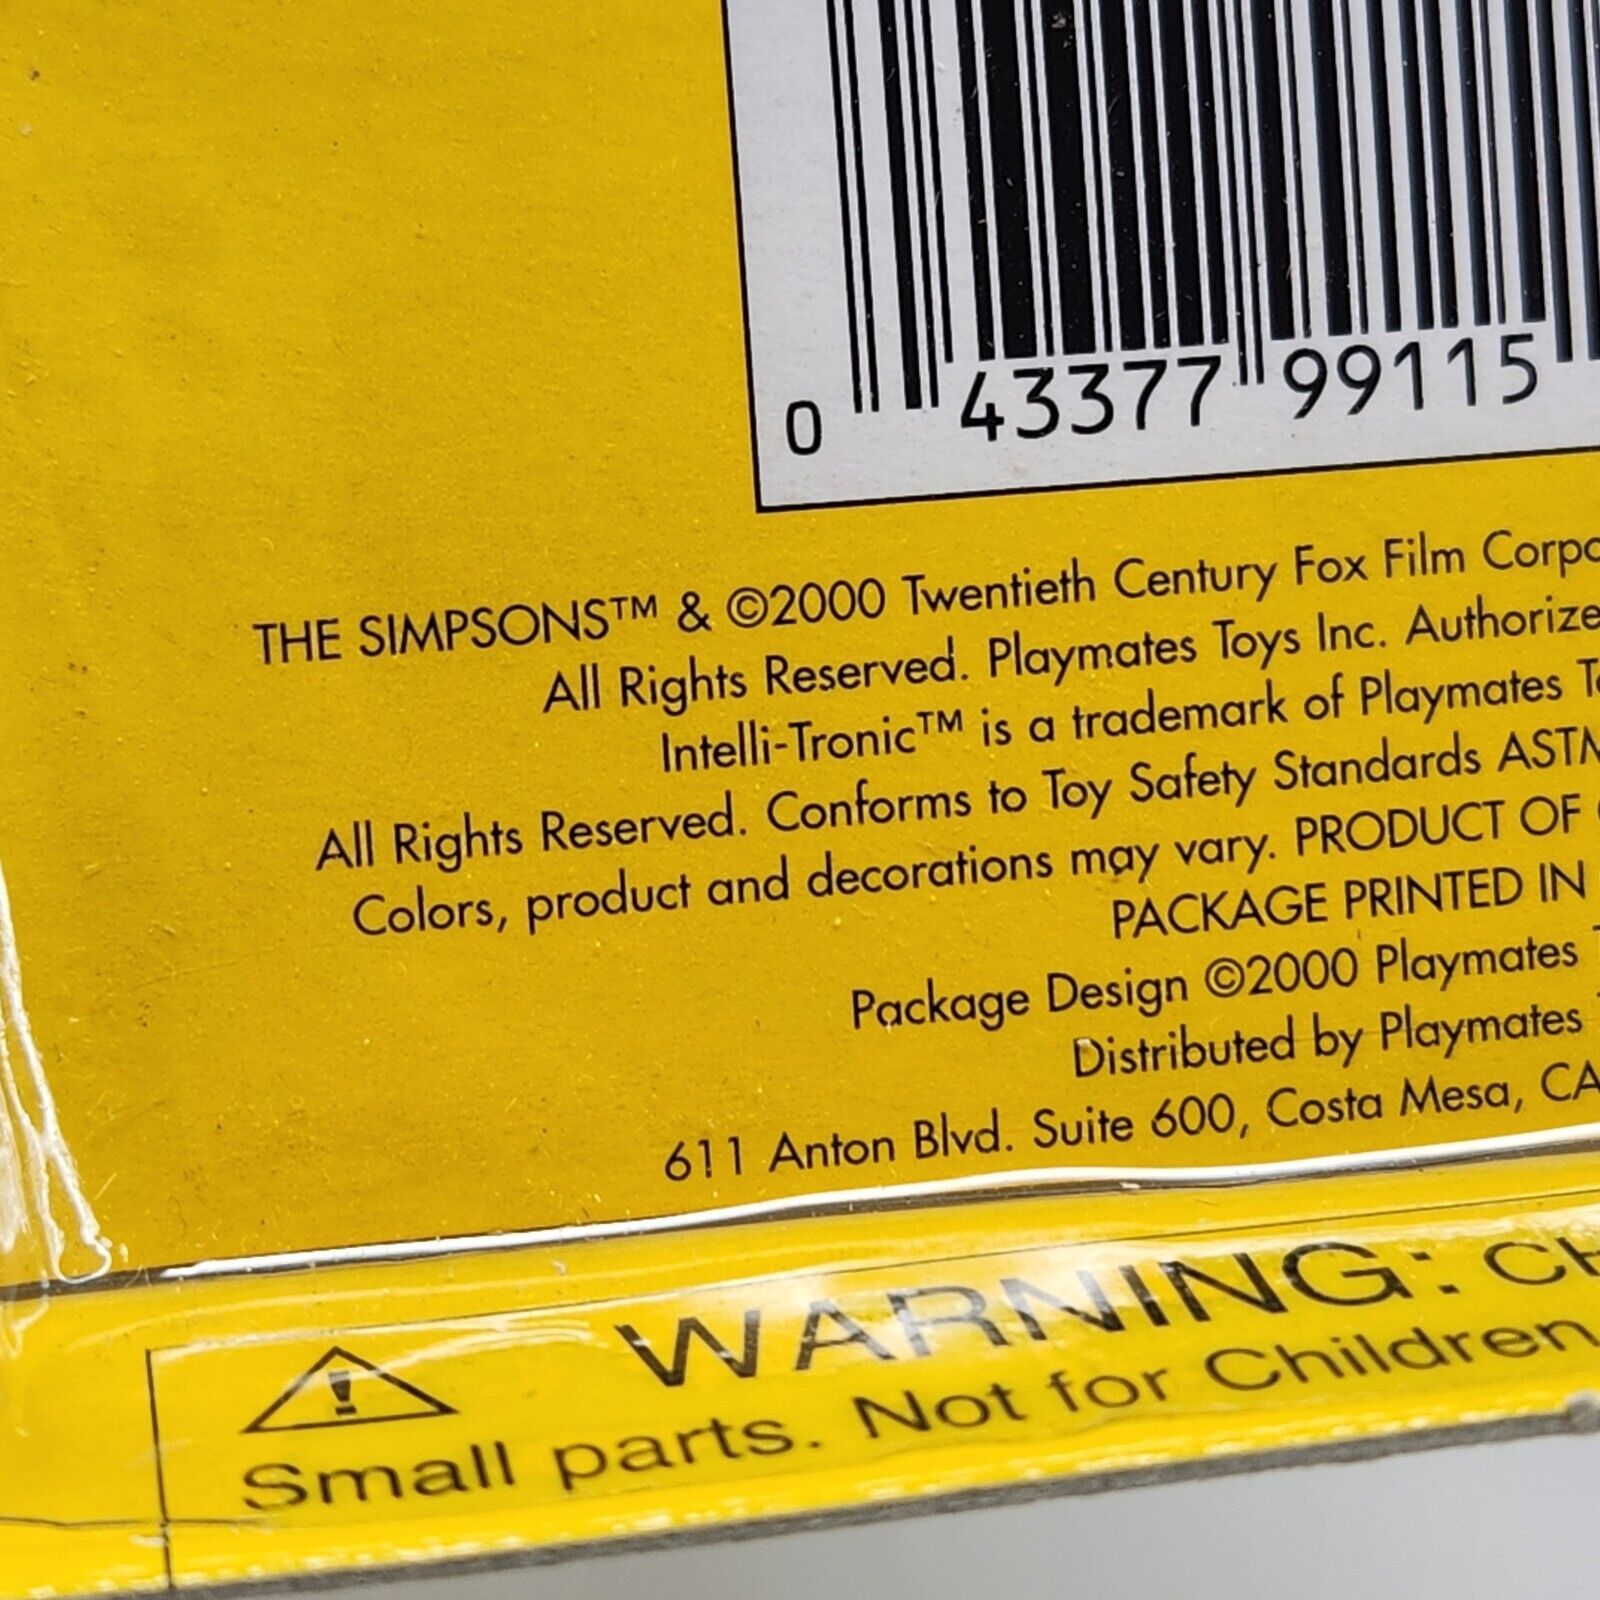 0 43377 99115
THE SIMPSONS™ & ©2000 Twentieth Century Fox Film
All Rights Reserved. Playmates Toys Inc.
Intelli-Tronic™ is a trademark of Playmates
All Rights Reserved. Conforms to Toy Safety Standards ASTM
Colors, product and decorations may vary. PRODUCT OF
PACKAGE PRINTED IN
Package Design ©2000 Playmates
Distributed by Playmates
611 Anton Blvd. Suite 600, Costa Mesa, CA
WARNING:
Small parts. Not for Children